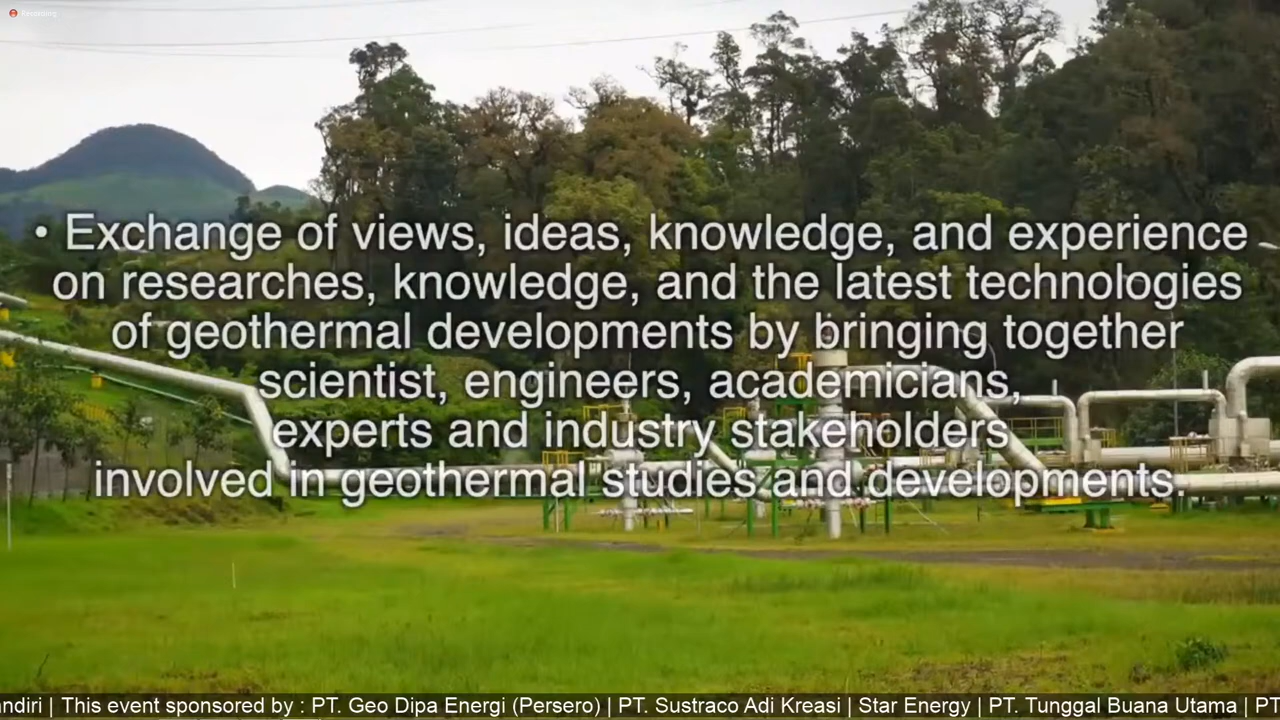 Recording
• Exchange of views, ideas, knowledge, and experience
on researches, knowledge, and the latest technologies
of geothermal developments by bringing together
scientist, engineers, academicians,
experts and industry stakeholders
involved in geothermal studies and developments.
andiri | This event sponsored by : PT. Geo Dipa Energi (Persero) | PT. Sustraco Adi Kreasi | Star Energy | PT. Tunggal Buana Utama | PT